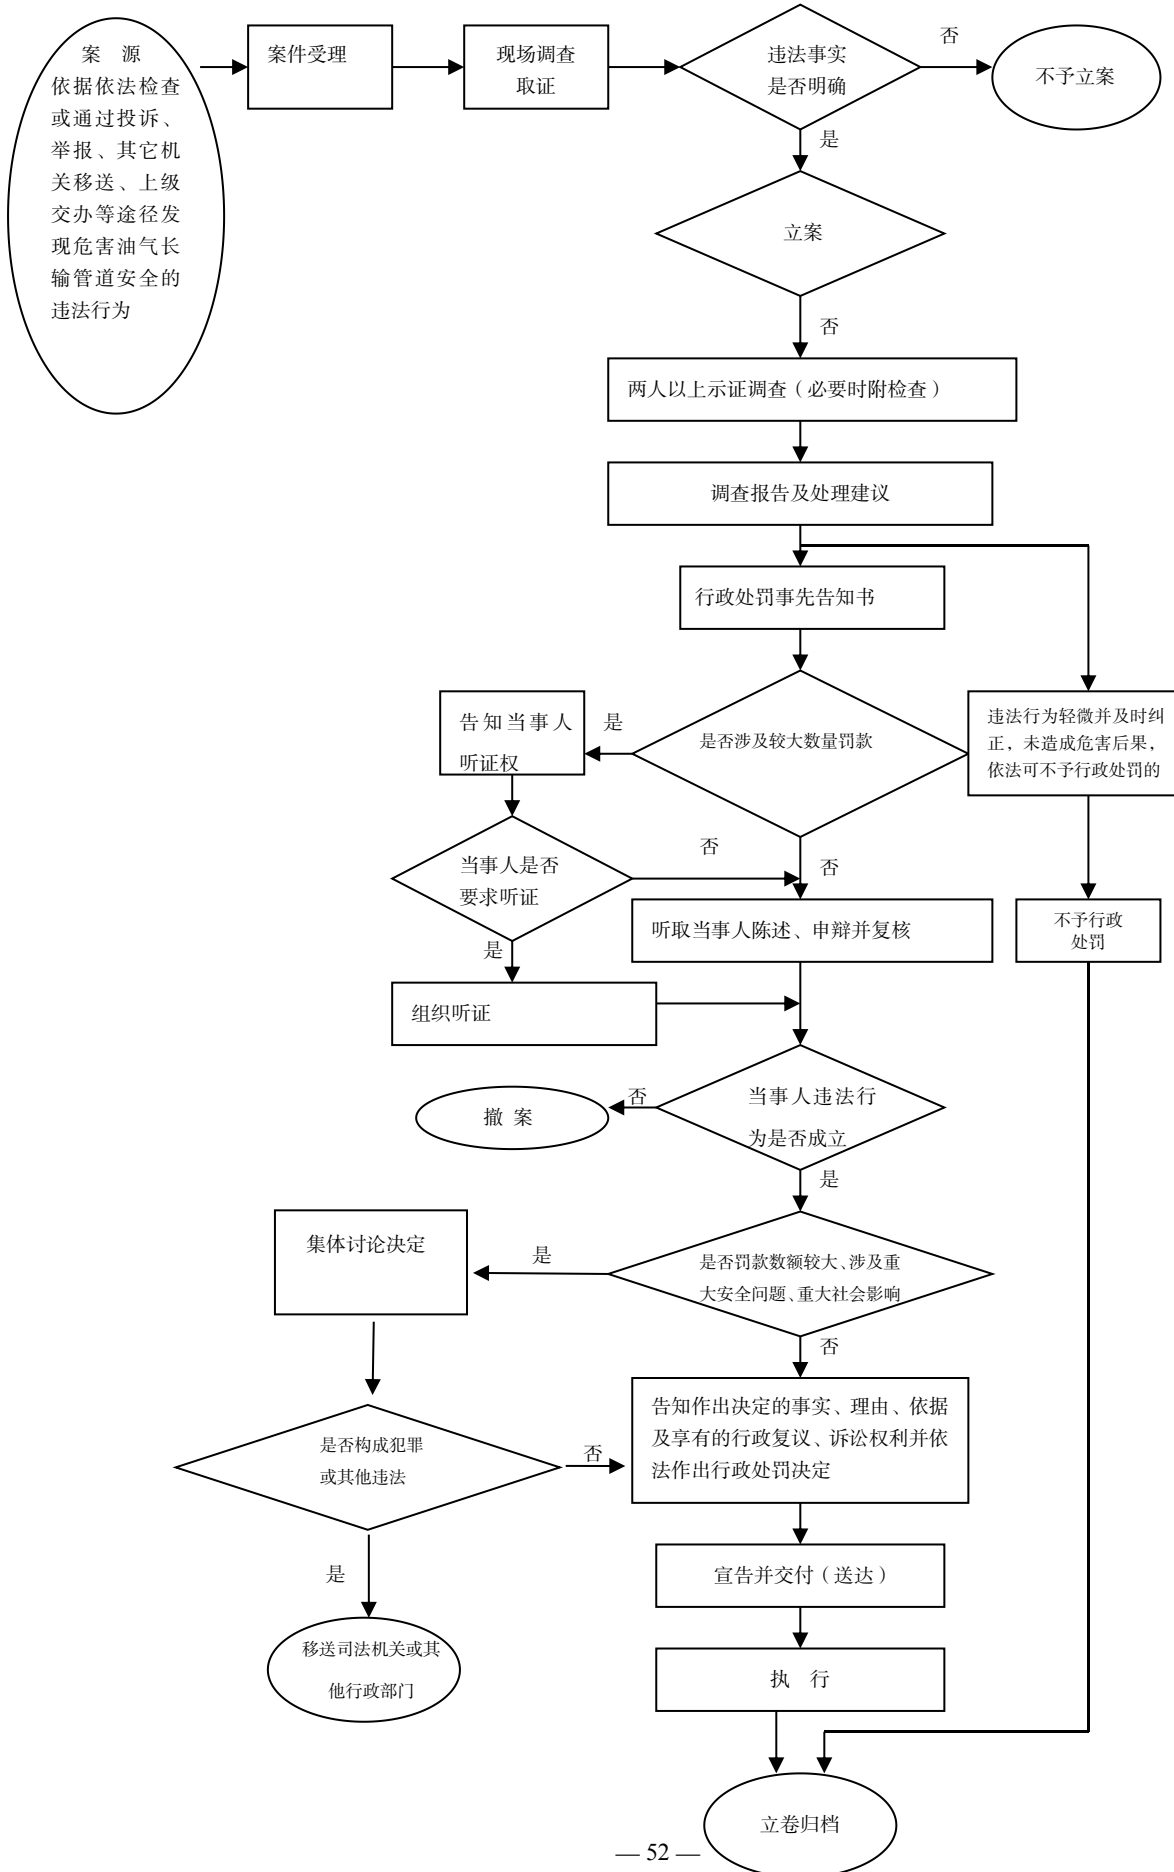 案 源
依据依法检查
或通过投诉、
举报、其它机
关移送、上级
交办等途径发
现危害油气长
输管道安全的
违法行为
案件受理
现场调查
取证
违法事实
是否明确
否
不予立案
是
立案
否
两人以上示证调查（必要时附检查）
调查报告及处理建议
行政处罚事先告知书
告知当事人
听证权
是
是否涉及较大数量罚款
违法行为轻微并及时纠
正，未造成危害后果，
依法可不予行政处罚的
当事人是否
要求听证
否
否
是
听取当事人陈述、申辩并复核
不予行政
处罚
组织听证
撤 案
否
当事人违法行
为是否成立
是
集体讨论决定
是
是否罚款数额较大、涉及重
大安全问题、重大社会影响
否
是否构成犯罪
或其他违法
否
告知作出决定的事实、理由、依据
及享有的行政复议、诉讼权利并依
法作出行政处罚决定
是
宣告并交付（送达）
移送司法机关或其
他行政部门
执 行
立卷归档
— 52 —